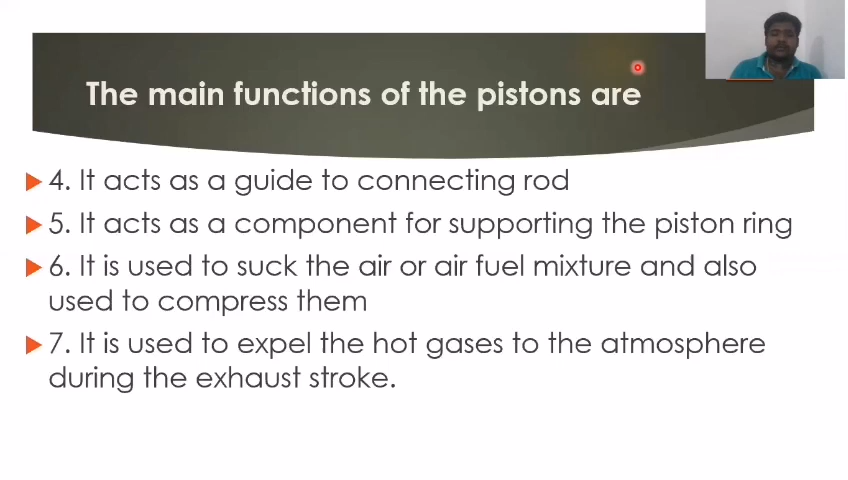 The main functions of the pistons are
4. It acts as a guide to connecting rod
5. It acts as a component for supporting the piston ring
6. It is used to suck the air or air fuel mixture and also
used to compress them
7. It is used to expel the hot gases to the atmosphere
during the exhaust stroke.